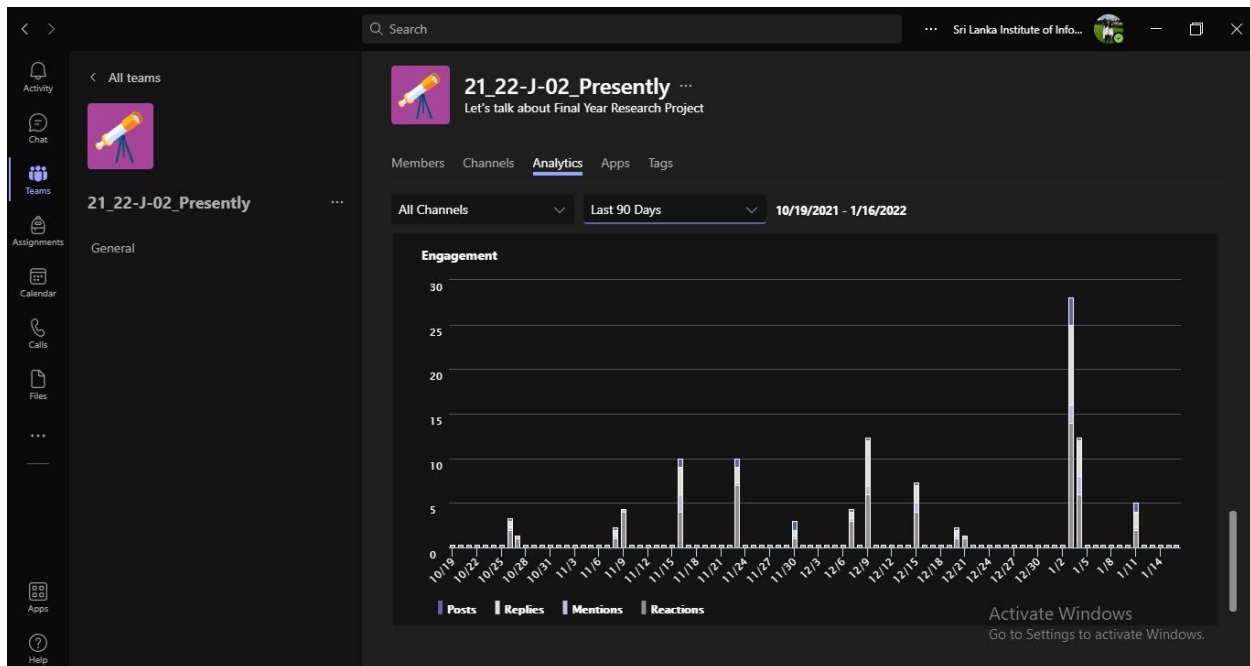 Search
Sri Lanka Institute of Info...
Activity
Chat
Teams
Assignments
Calendar
Calls
Files
Apps
Help
All teams
21_22-J-02_Presently
General
21_22-J-02_Presently
Let's talk about Final Year Research Project
Members Channels Analytics Apps Tags
All Channels Last 90 Days 10/19/2021 - 1/16/2022
Engagement
30
25
20
15
10
5
0
10/19 10/22 10/25 10/28 10/31 11/3 11/6 11/9 11/12 11/15 11/18 11/21 11/24 11/27 11/30 12/3 12/6 12/9 12/12 12/15 12/18 12/21 12/24 12/27 12/30 1/2 1/5 1/8 1/11 1/14
Posts Replies Mentions Reactions
Activate Windows
Go to Settings to activate Windows.